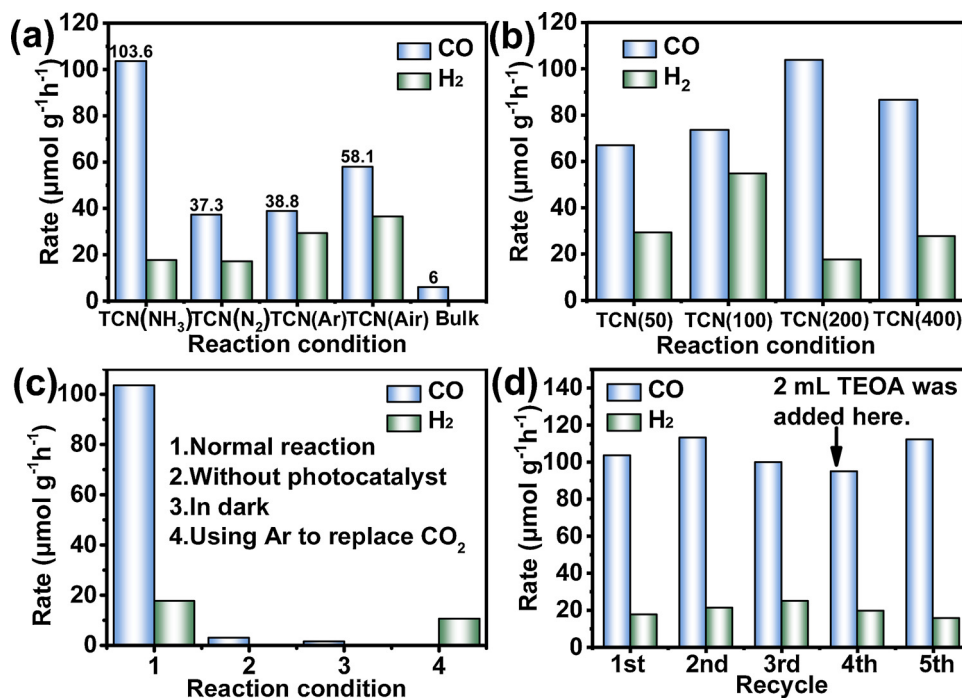 (a)
103.6
37.3
38.8
58.1
6
CO
H₂
120
100
80
60
40
20
0
Rate (μmol g⁻¹h⁻¹)
TCN(NH₃) TCN(N₂) TCN(Ar) TCN(Air) Bulk
Reaction condition
(b)
CO
H₂
120
100
80
60
40
20
0
Rate (μmol g⁻¹h⁻¹)
TCN(50) TCN(100) TCN(200) TCN(400)
Reaction condition
(c)
CO
H₂
1.Normal reaction
2.Without photocatalyst
3.In dark
4.Using Ar to replace CO₂
100
80
60
40
20
0
Rate (μmol g⁻¹h⁻¹)
1 2 3 4
Reaction condition
(d)
CO
H₂
2 mL TEOA was
added here.
140
120
100
80
60
40
20
0
Rate (μmol g⁻¹h⁻¹)
1st 2nd 3rd 4th 5th
Recycle